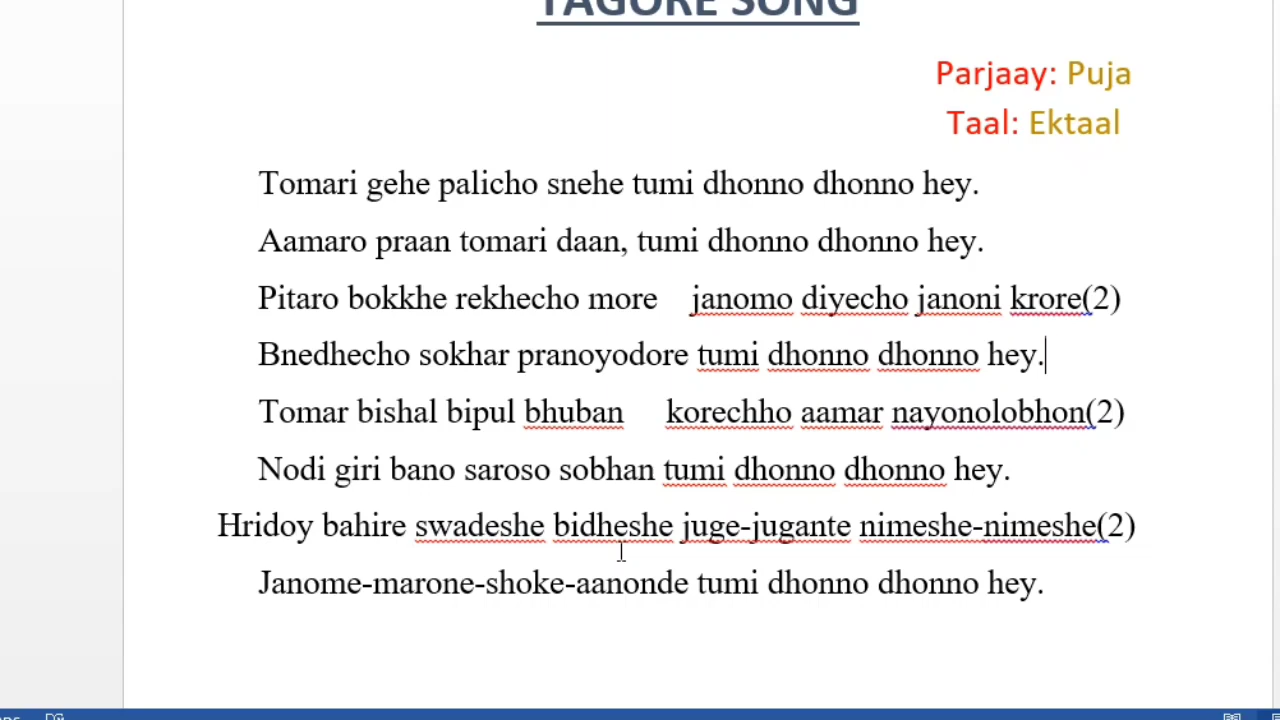 TAGORE SONG
Parjaay: Puja
Taal: Ektaal
Tomari gehe palicho snehe tumi dhonno dhonno hey.
Aamaro praan tomari daan, tumi dhonno dhonno hey.
Pitaro bokkhe rekhecho more janomo diyecho janoni krore(2)
Bnedhecho sokhar pranoyodore tumi dhonno dhonno hey.
Tomar bishal bipul bhuban korechho aamar nayonolobhon(2)
Nodi giri bano saroso sobhan tumi dhonno dhonno hey.
Hridoy bahire swadeshe bidheshe juge-jugante nimeshe-nimeshe(2)
Janome-marone-shoke-aanonde tumi dhonno dhonno hey.